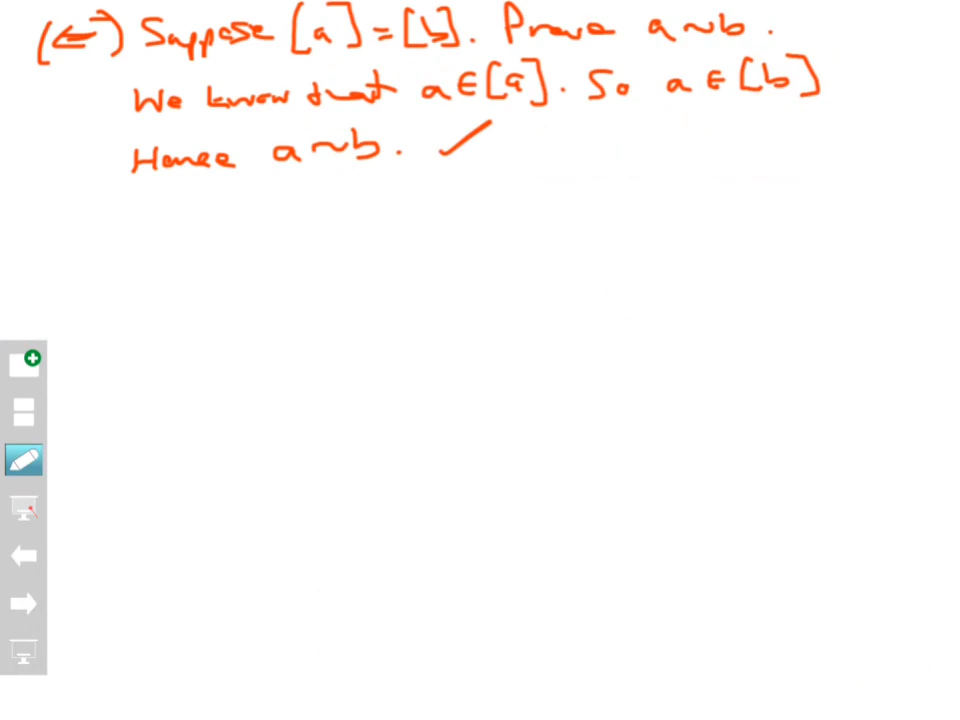 (⇐) Suppose [a] = [b]. Prove a ~ b.
We know that a ∈ [a]. So a ∈ [b]
Hence a ~ b. ✓